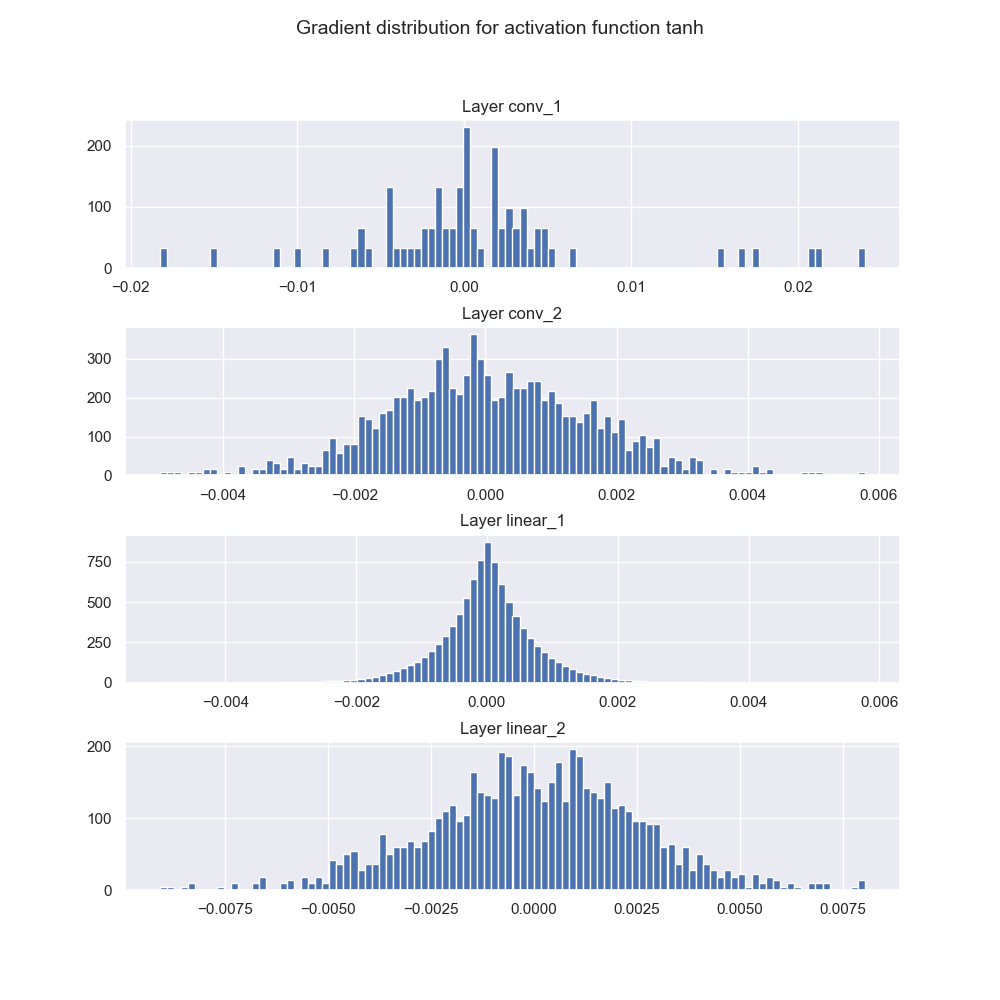 Gradient distribution for activation function tanh
Layer conv_1
200
100
0
−0.02 −0.01 0.00 0.01 0.02
Layer conv_2
300
200
100
0
−0.004 −0.002 0.000 0.002 0.004 0.006
Layer linear_1
750
500
250
0
−0.004 −0.002 0.000 0.002 0.004 0.006
Layer linear_2
200
100
0
−0.0075 −0.0050 −0.0025 0.0000 0.0025 0.0050 0.0075